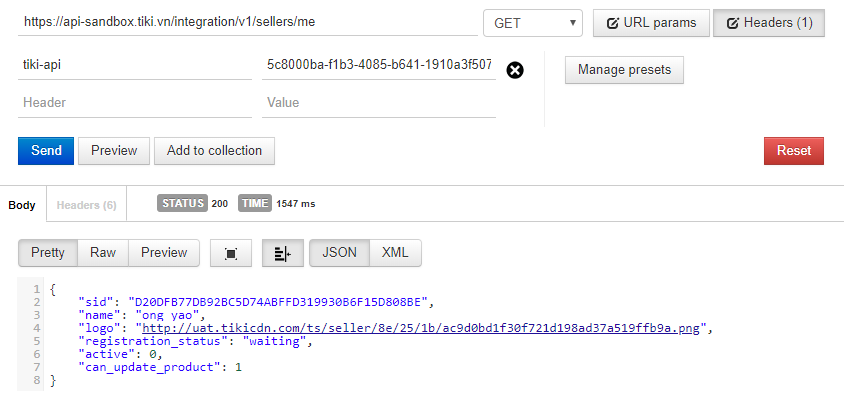 https://api-sandbox.tiki.vn/integration/v1/sellers/me GET URL params Headers (1)
tiki-api 5c8000ba-f1b3-4085-b641-1910a3f507 Manage presets
Header Value
Send Preview Add to collection Reset
Body Headers (6) STATUS 200 TIME 1547 ms
Pretty Raw Preview JSON XML
1 {
2 "sid": "D20DFB77DB92BC5D74ABFFD319930B6F15D808BE",
3 "name": "ong yao",
4 "logo": "http://uat.tikicdn.com/ts/seller/8e/25/1b/ac9d0bd1f30f721d198ad37a519ffb9a.png",
5 "registration_status": "waiting",
6 "active": 0,
7 "can_update_product": 1
8 }